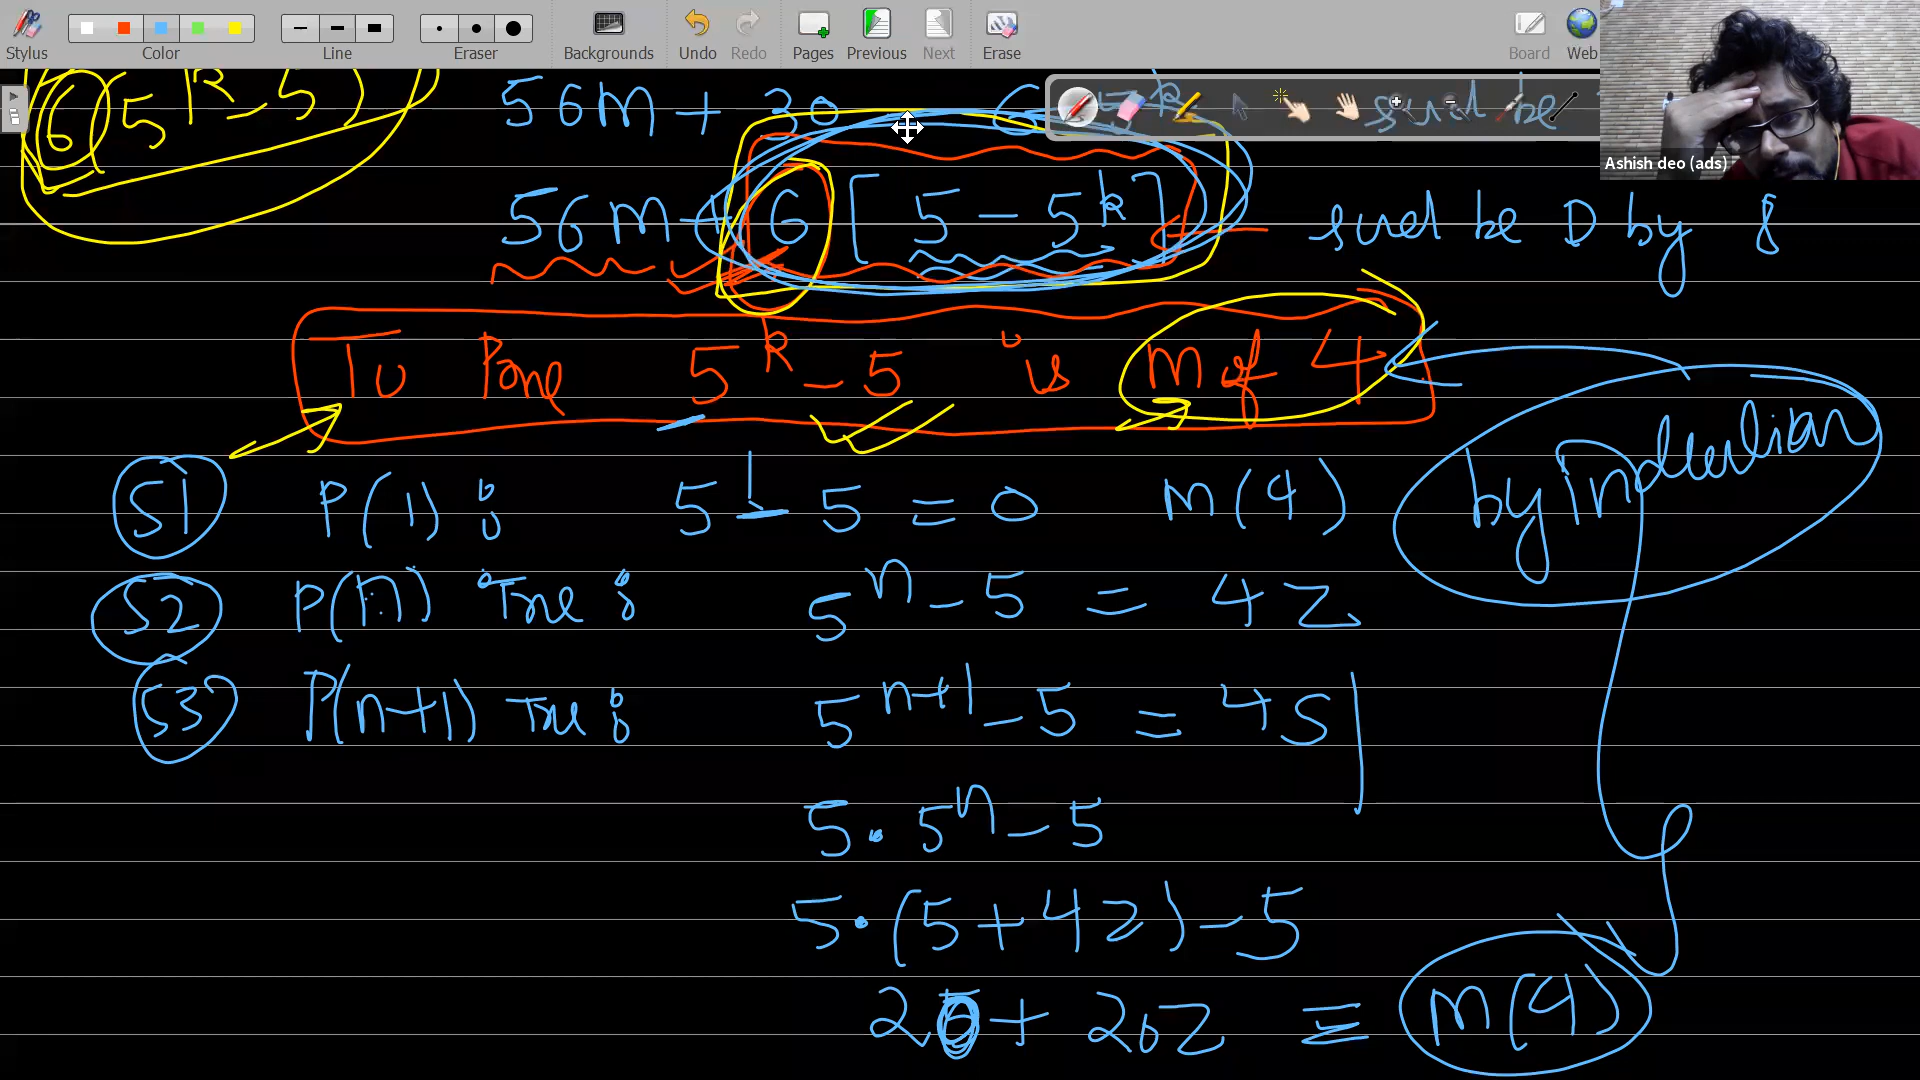 Stylus Color Line Eraser Backgrounds Undo Redo Pages Previous Next Erase Board Web
6(5^k - 5)
56m + 30
Ashish deo (ads)
56m + 6 [5 - 5^k]
be D by 8
To 5^k - 5 is M of 4
by Induction
S1 P(1) : 5^1 - 5 = 0 M(4)
S2 P(n) True : 5^n - 5 = 4z
S3 P(n+1) True : 5^{n+1} - 5 = 4S
5 · 5^n - 5
5 · (5 + 4z) - 5
20 + 20z = M(4)